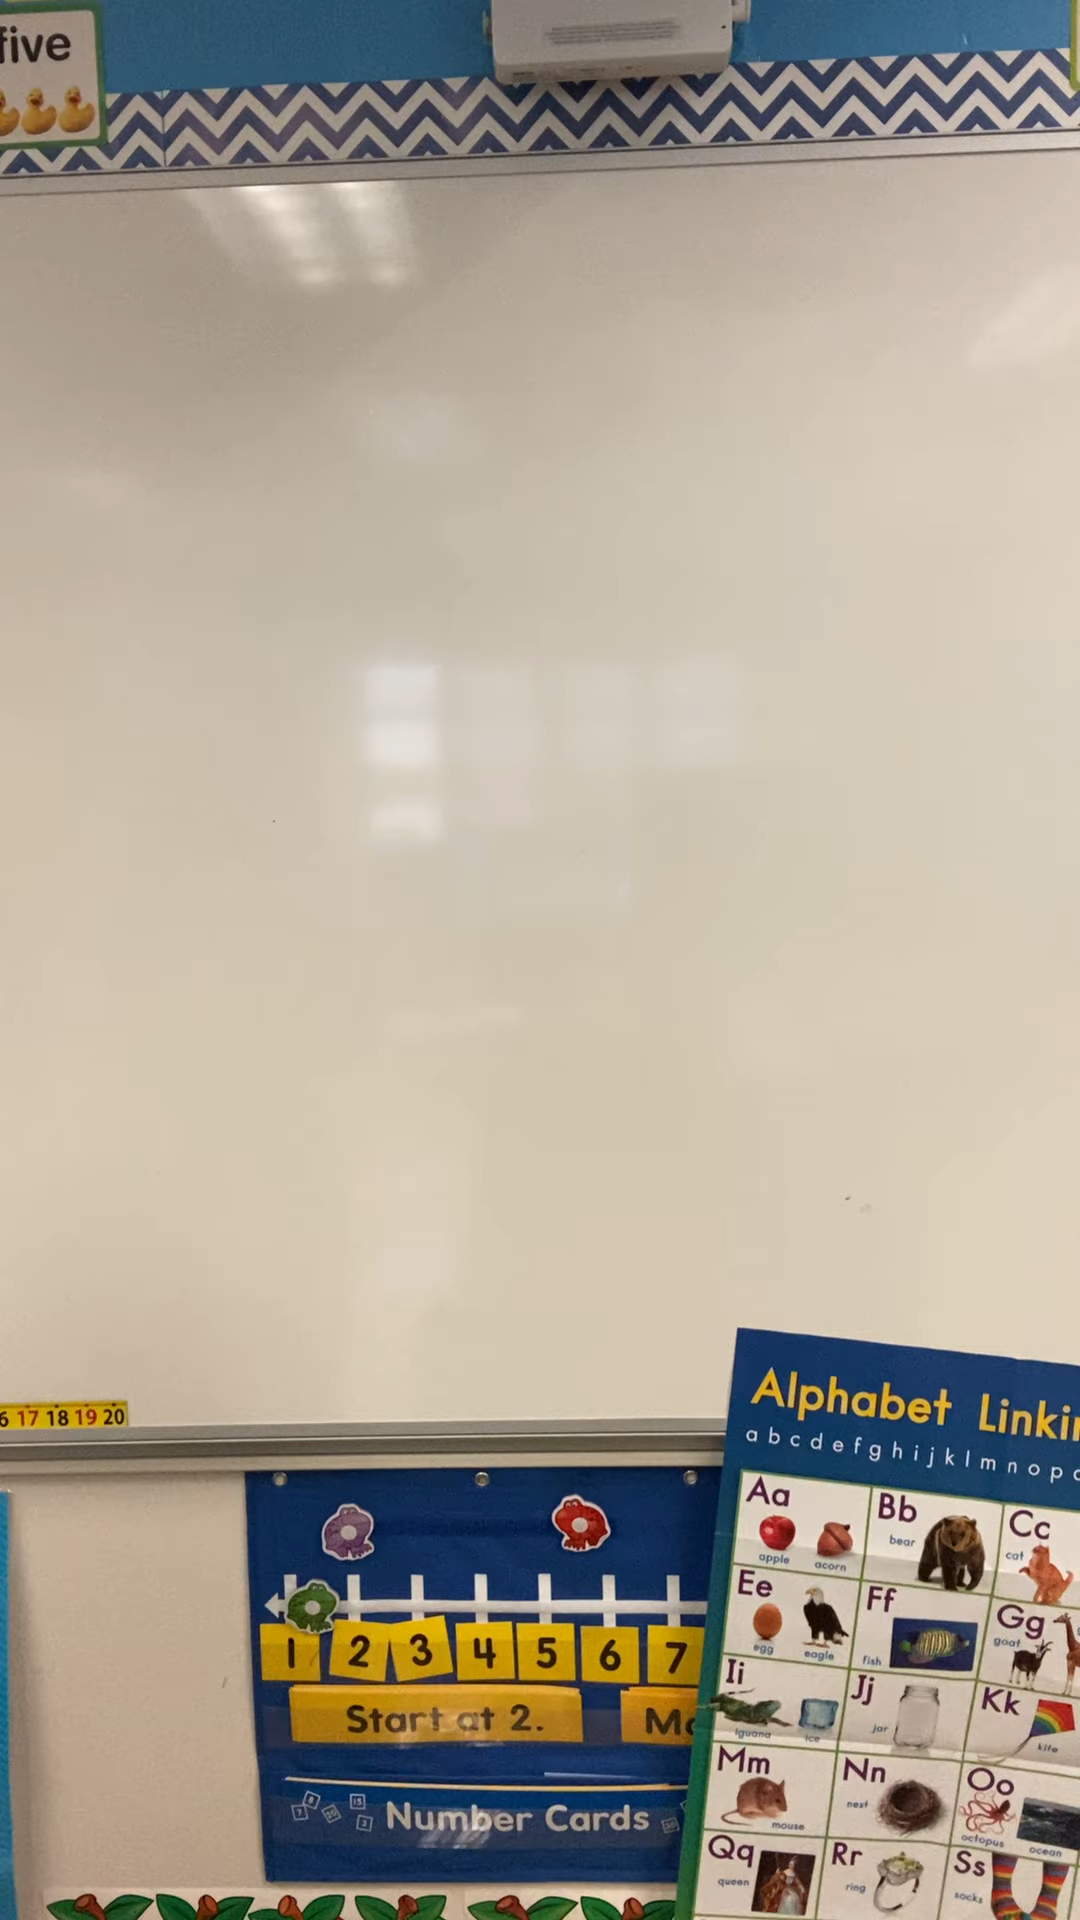 five
6 17 18 19 20
Alphabet Linki
a b c d e f g h i j k l m n o p
Aa
apple
acorn
Bb
bear
Cc
cat
Ee
egg
eagle
Ff
fish
Gg
goat
Ii
iguana
ice
Jj
jar
Kk
kite
Mm
mouse
Nn
nest
Oo
octopus
ocean
Qq
queen
Rr
ring
Ss
socks
1 2 3 4 5 6 7
Start at 2.
Number Cards